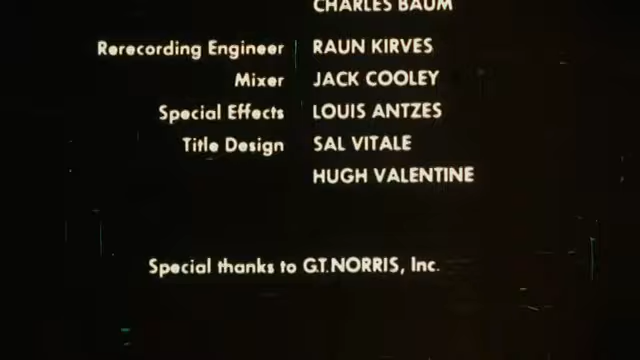 CHARLES BAUM
Rerecording Engineer RAUN KIRVES
Mixer JACK COOLEY
Special Effects LOUIS ANTZES
Title Design SAL VITALE
HUGH VALENTINE
Special thanks to G.T. NORRIS, Inc.